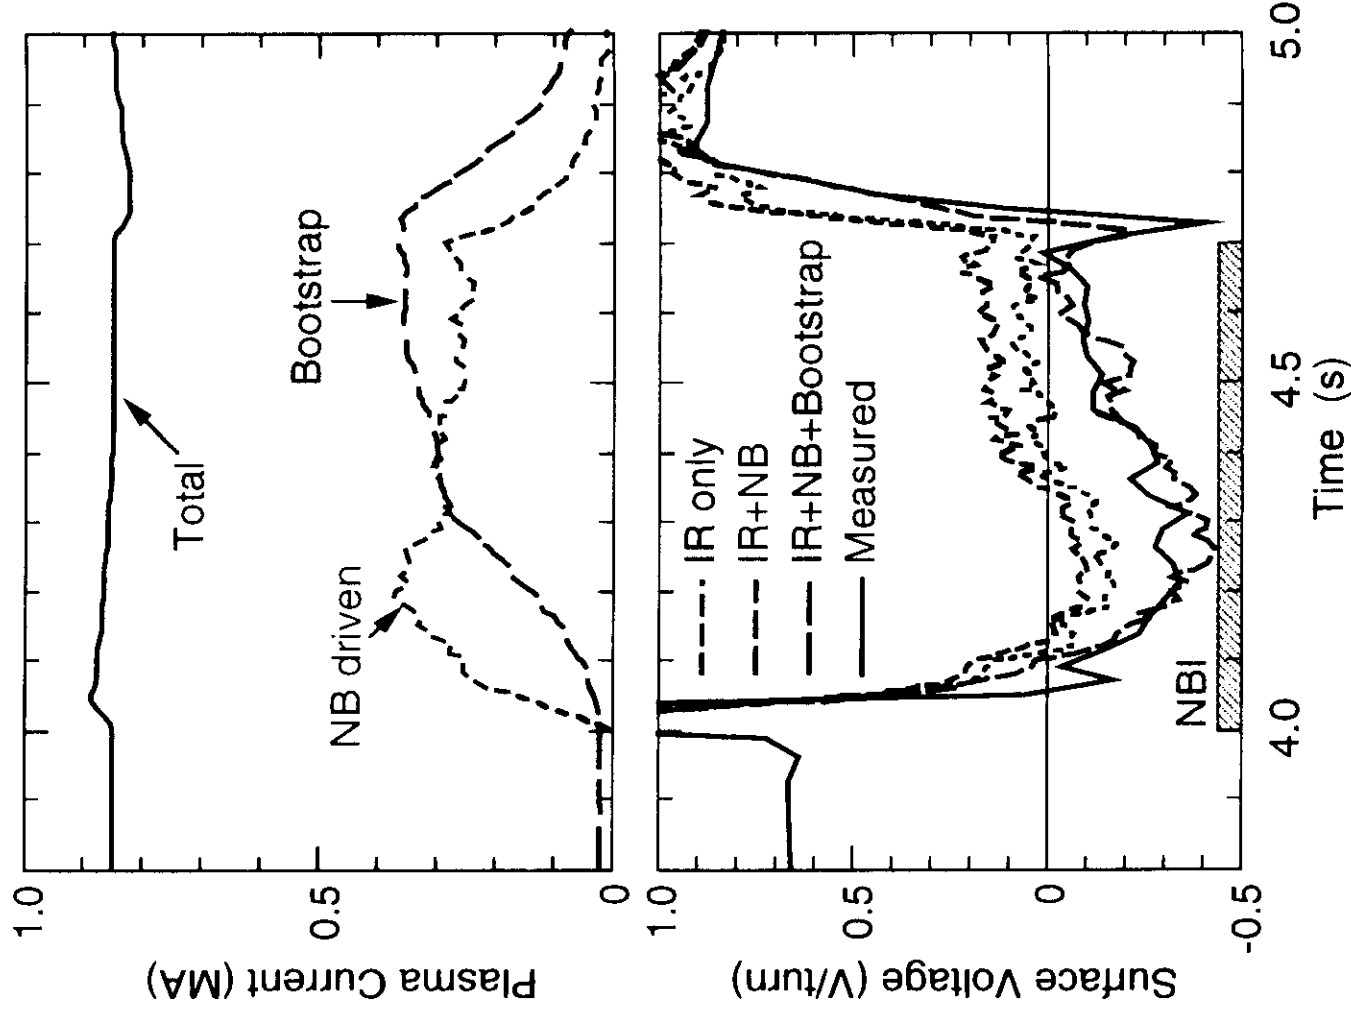 Plasma Current (MA)
1.0
0.5
0
Total
Bootstrap
NB driven
Surface Voltage (V/turn)
1.0
0.5
0
-0.5
IR only
IR+NB
IR+NB+Bootstrap
Measured
NBI
4.0
4.5
5.0
Time (s)